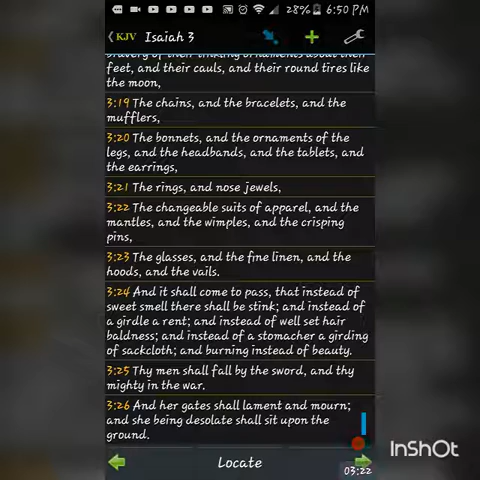 28% 6:50 PM
KJV Isaiah 3
bravery of their tinkling ornaments about their
feet, and their cauls, and their round tires like
the moon,
3:19 The chains, and the bracelets, and the
mufflers,
3:20 The bonnets, and the ornaments of the
legs, and the headbands, and the tablets, and
the earrings,
3:21 The rings, and nose jewels,
3:22 The changeable suits of apparel, and the
mantles, and the wimples, and the crisping
pins,
3:23 The glasses, and the fine linen, and the
hoods, and the vails.
3:24 And it shall come to pass, that instead of
sweet smell there shall be stink; and instead of
a girdle a rent; and instead of well set hair
baldness; and instead of a stomacher a girding
of sackcloth; and burning instead of beauty.
3:25 Thy men shall fall by the sword, and thy
mighty in the war.
3:26 And her gates shall lament and mourn;
and she being desolate shall sit upon the
ground.
InShOt
Locate
03:22